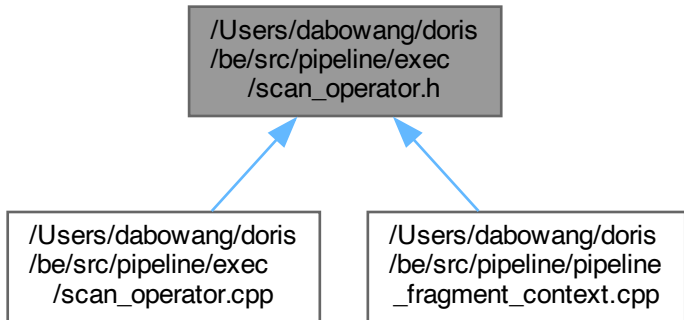 /Users/dabowang/doris
/be/src/pipeline/exec
/scan_operator.h
/Users/dabowang/doris
/be/src/pipeline/exec
/scan_operator.cpp
/Users/dabowang/doris
/be/src/pipeline/pipeline
_fragment_context.cpp